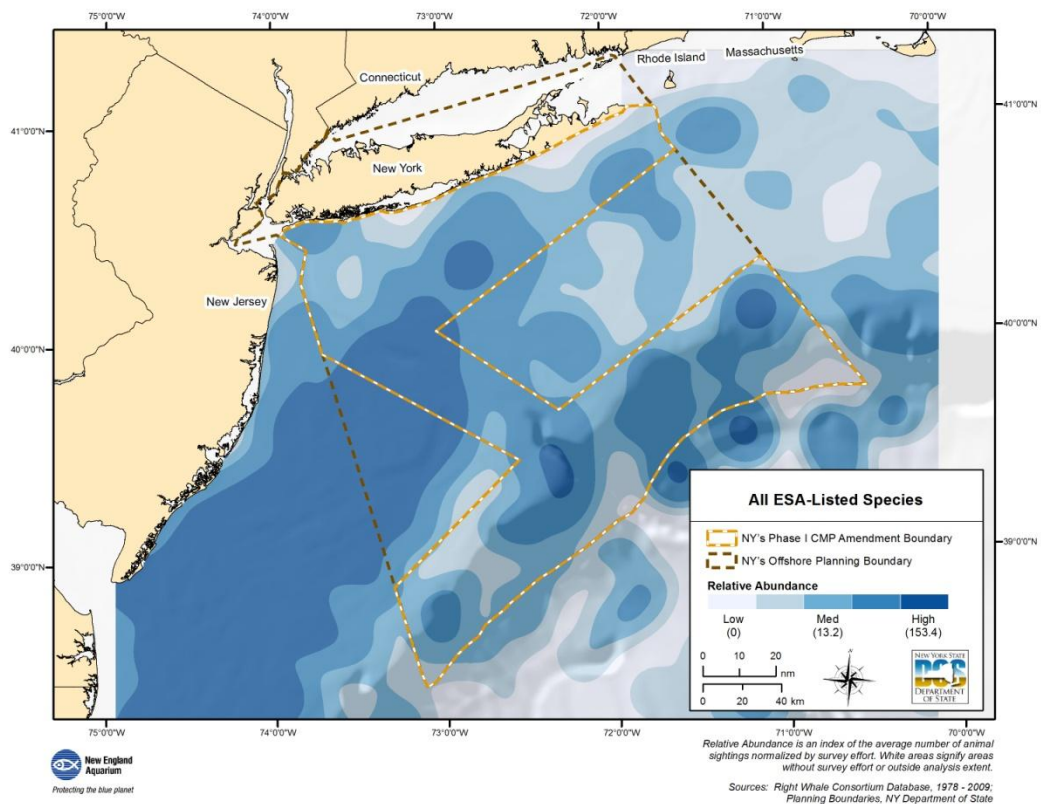 75°0'0"W
74°0'0"W
73°0'0"W
72°0'0"W
71°0'0"W
70°0'0"W
Rhode Island
Massachusetts
Connecticut
41°0'0"N
41°0'0"N
New York
New Jersey
40°0'0"N
40°0'0"N
39°0'0"N
39°0'0"N
All ESA-Listed Species
NY's Phase I CMP Amendment Boundary
NY's Offshore Planning Boundary
Relative Abundance
Low
(0)
Med
(13.2)
High
(153.4)
0 10 20
nm
0 20 40 km
NEW YORK STATE
DOS
DEPARTMENT
OF STATE
75°0'0"W
74°0'0"W
73°0'0"W
72°0'0"W
71°0'0"W
70°0'0"W
New England
Aquarium
Protecting the blue planet
Relative Abundance is an index of the average number of animal
sightings normalized by survey effort. White areas signify areas
without survey effort or outside analysis extent.
Sources: Right Whale Consortium Database, 1978 - 2009;
Planning Boundaries, NY Department of State